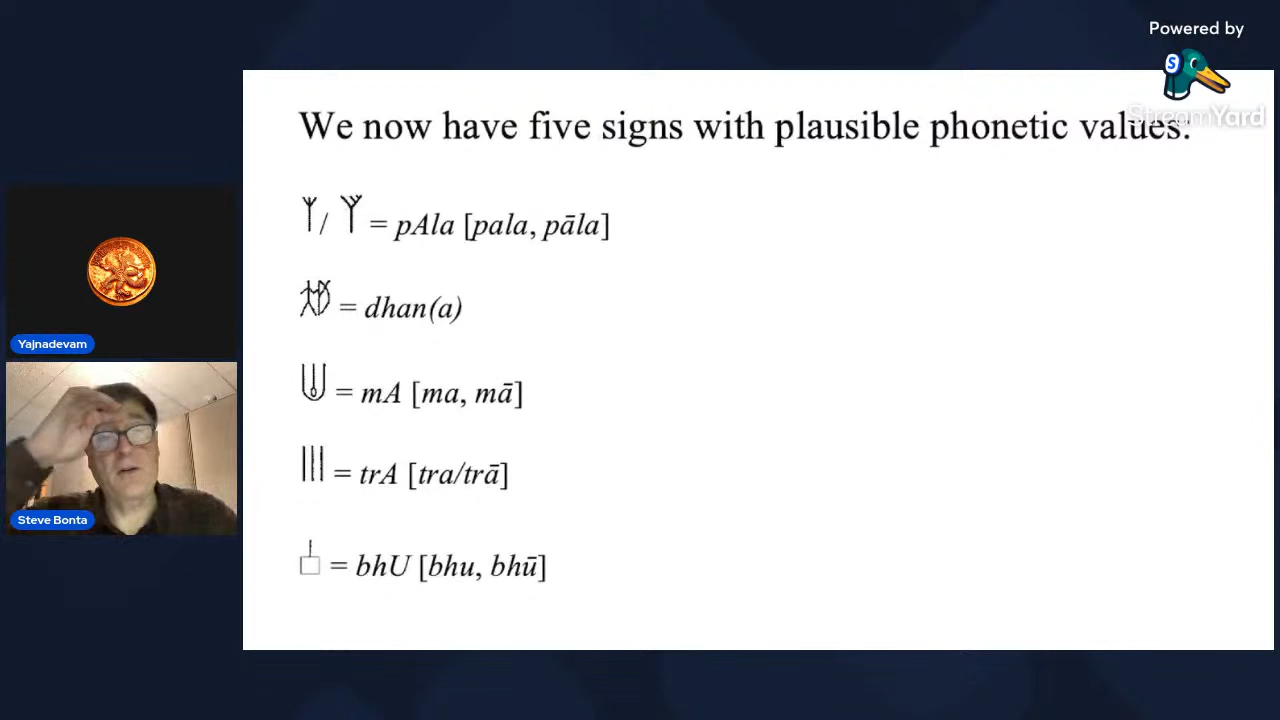 Powered by
StreamYard
We now have five signs with plausible phonetic values:
/ = pAla [pala, pāla]
= dhan(a)
= mA [ma, mā]
= trA [tra/trā]
= bhU [bhu, bhū]
Yajnadevam
Steve Bonta